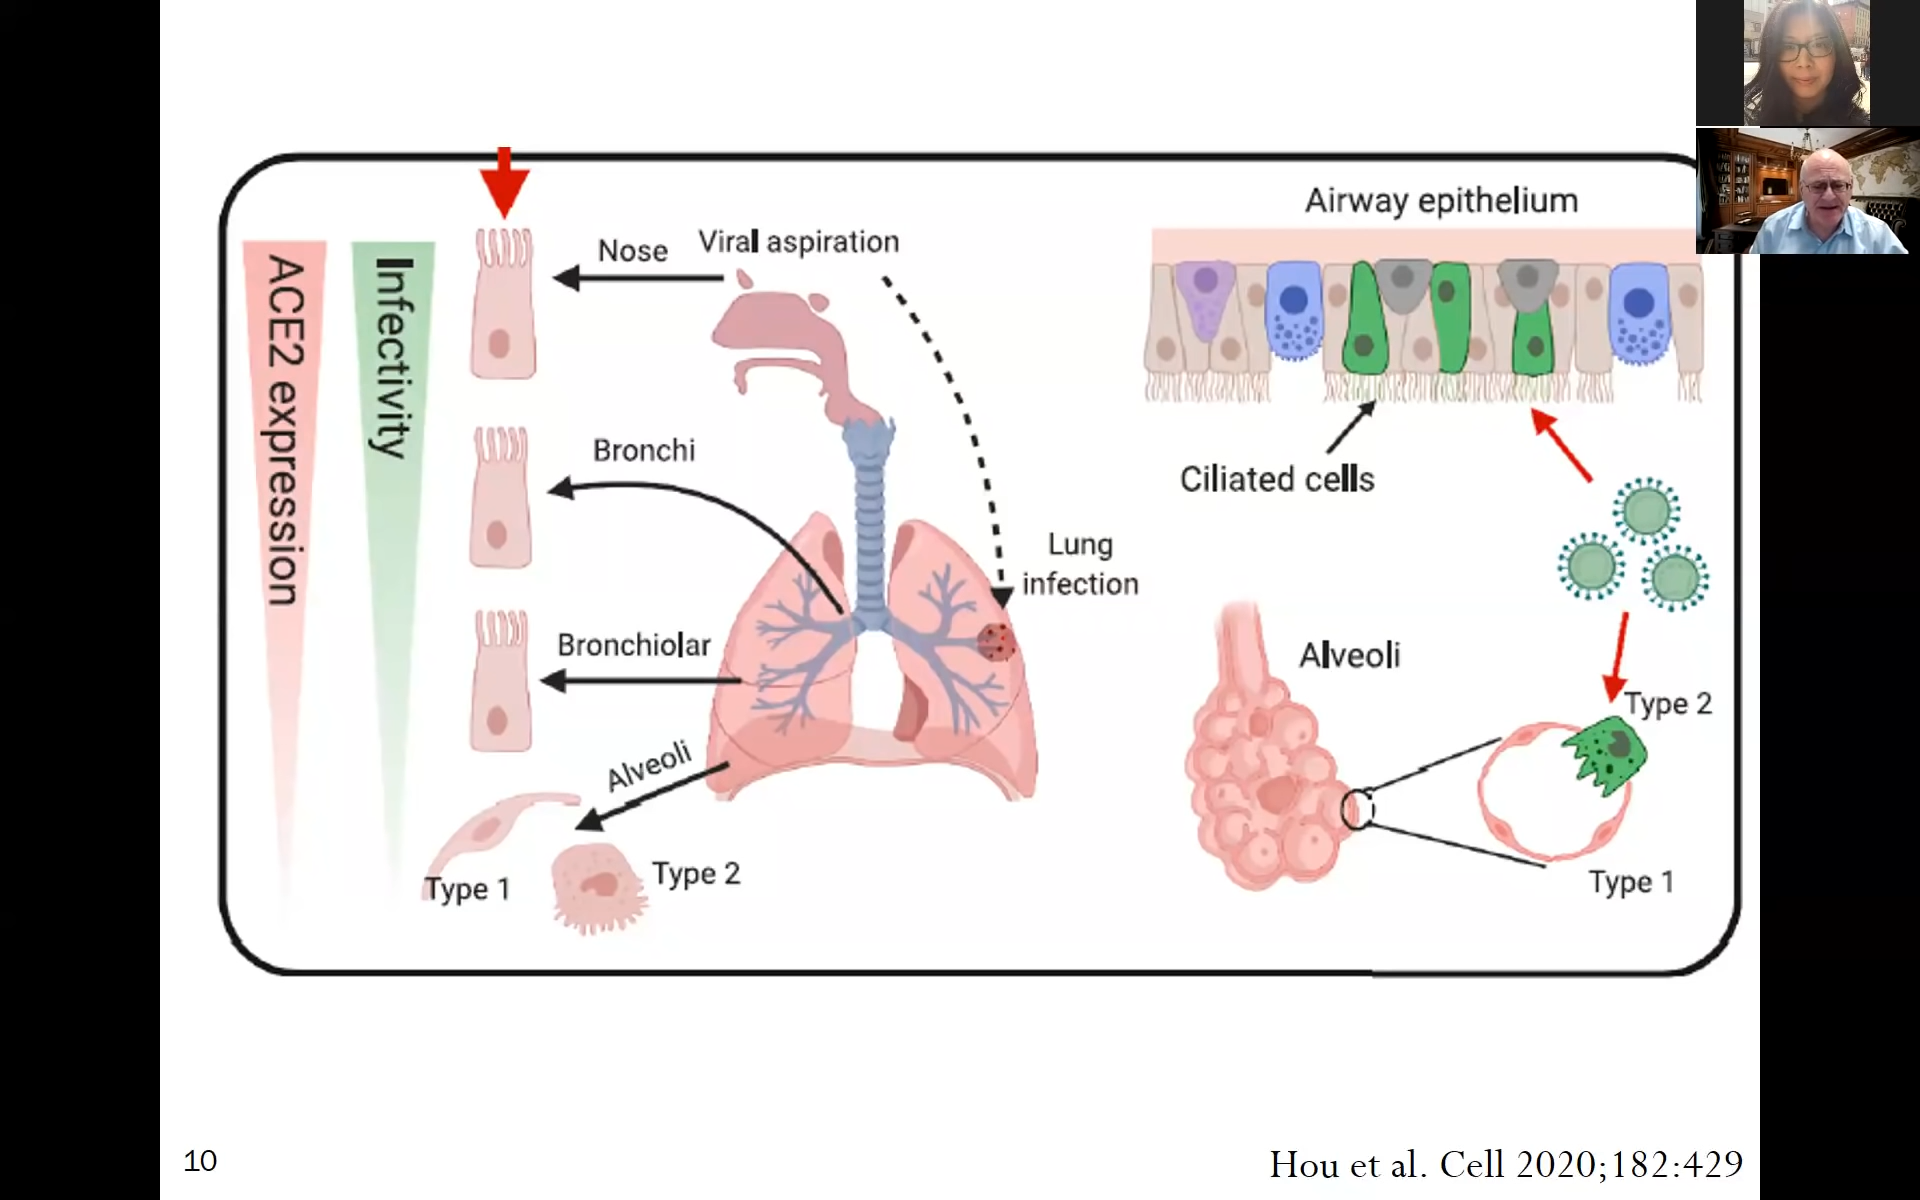 ACE2 expression
Infectivity
Nose
Viral aspiration
Bronchi
Bronchiolar
Alveoli
Type 1
Type 2
Lung
infection
Airway epithelium
Ciliated cells
Alveoli
Type 2
Type 1
10
Hou et al. Cell 2020;182:429